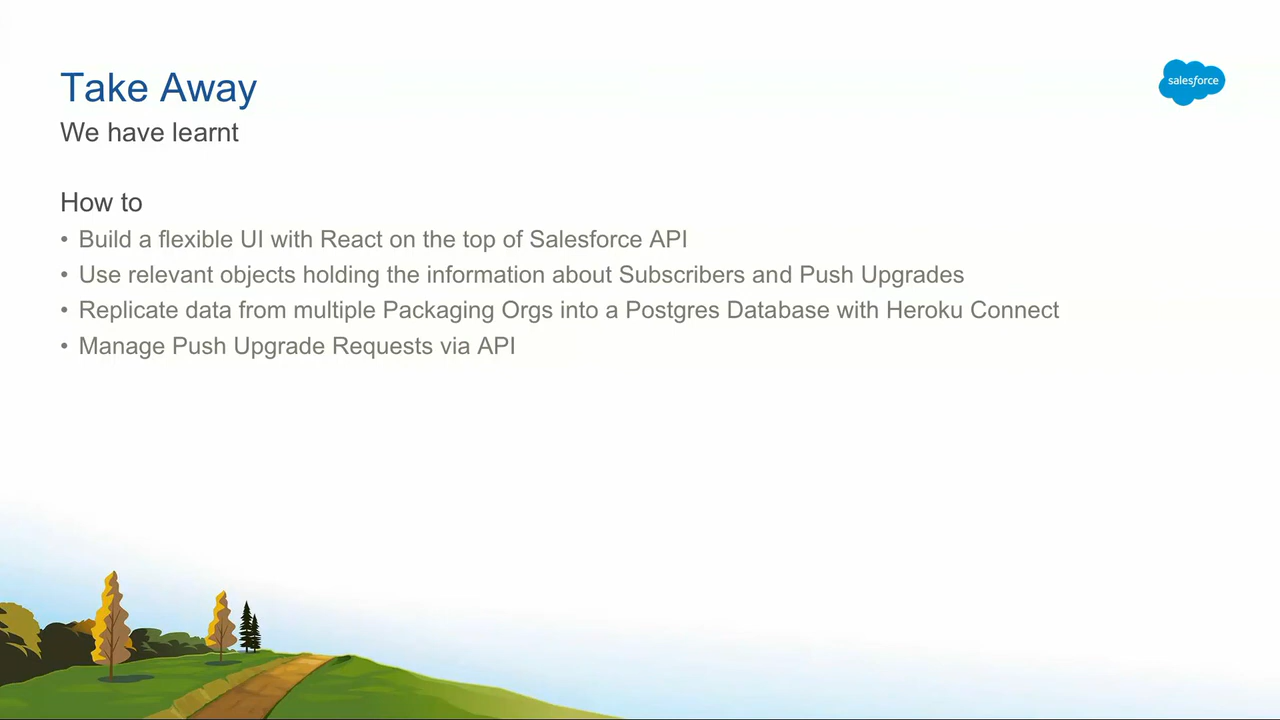 Take Away
salesforce
We have learnt
How to
• Build a flexible UI with React on the top of Salesforce API
• Use relevant objects holding the information about Subscribers and Push Upgrades
• Replicate data from multiple Packaging Orgs into a Postgres Database with Heroku Connect
• Manage Push Upgrade Requests via API